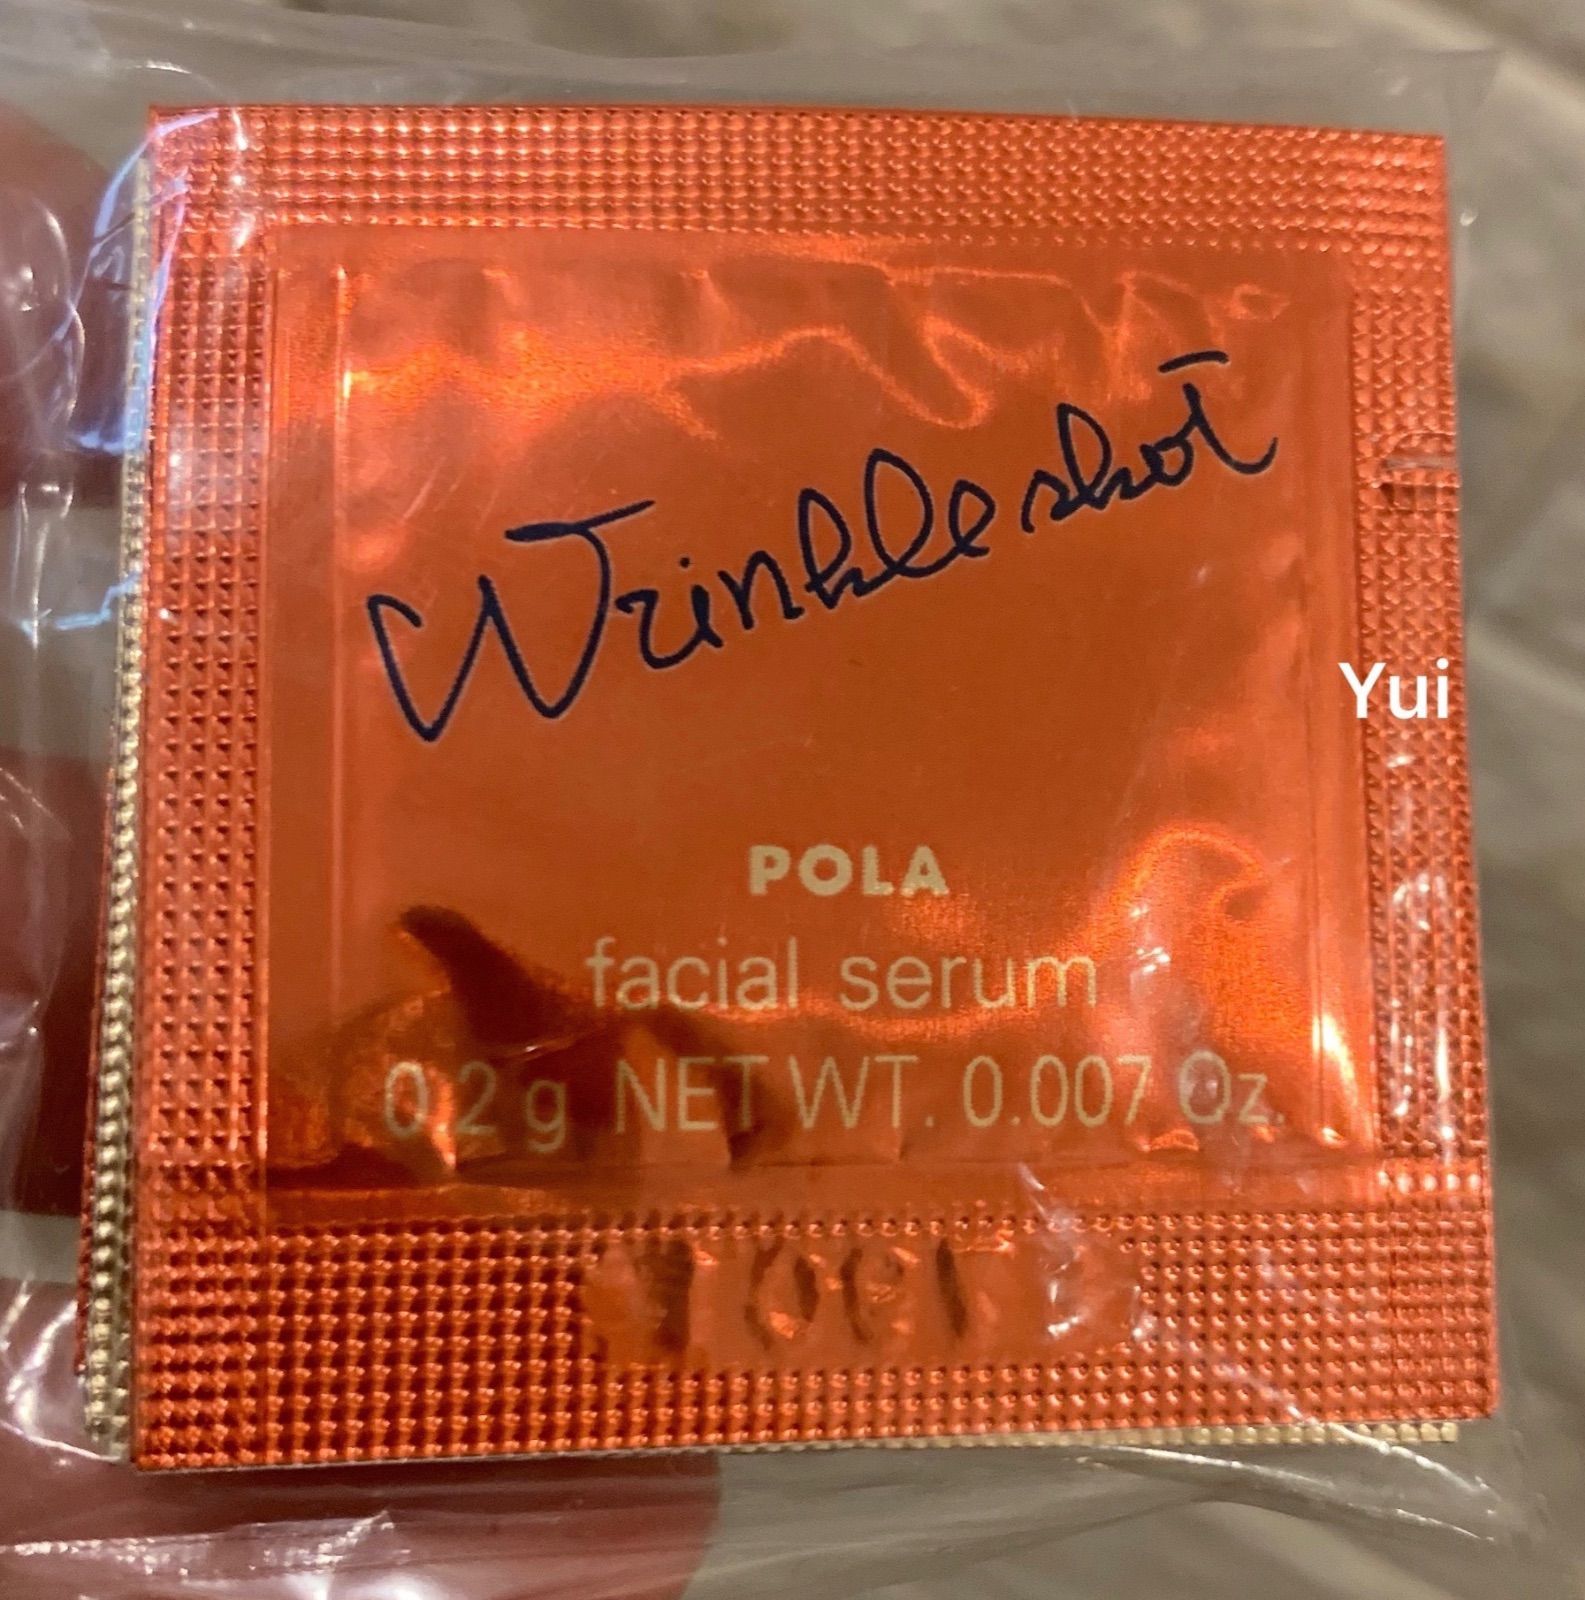 Wrinkle shot
Yui
POLA
facial serum
0.2 g NET WT. 0.007 Oz.